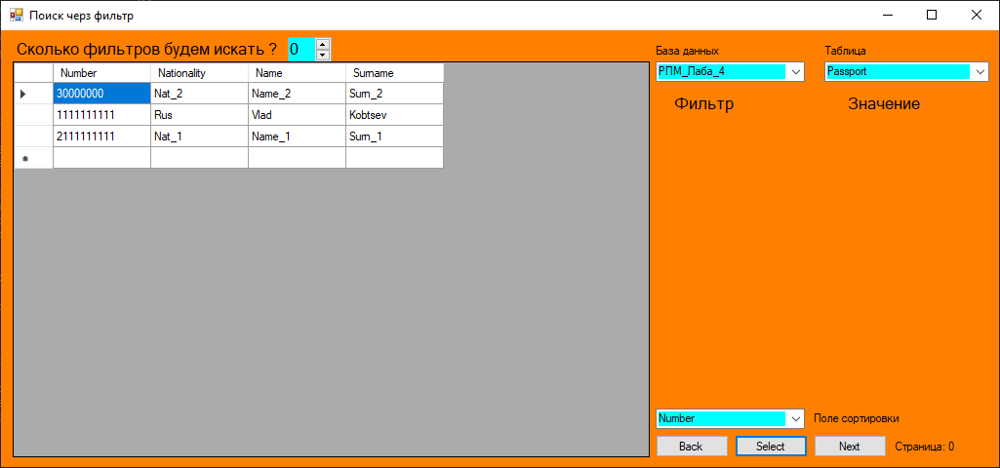 Поиск черз фильтр
Сколько фильтров будем искать ? 0
База данных Таблица
РПМ_Лаба_4 Passport
Фильтр Значение
Number Nationality Name Surname
30000000 Nat_2 Name_2 Surn_2
1111111111 Rus Vlad Kobtsev
2111111111 Nat_1 Name_1 Surn_1
Number Поле сортировки
Back Select Next Страница: 0